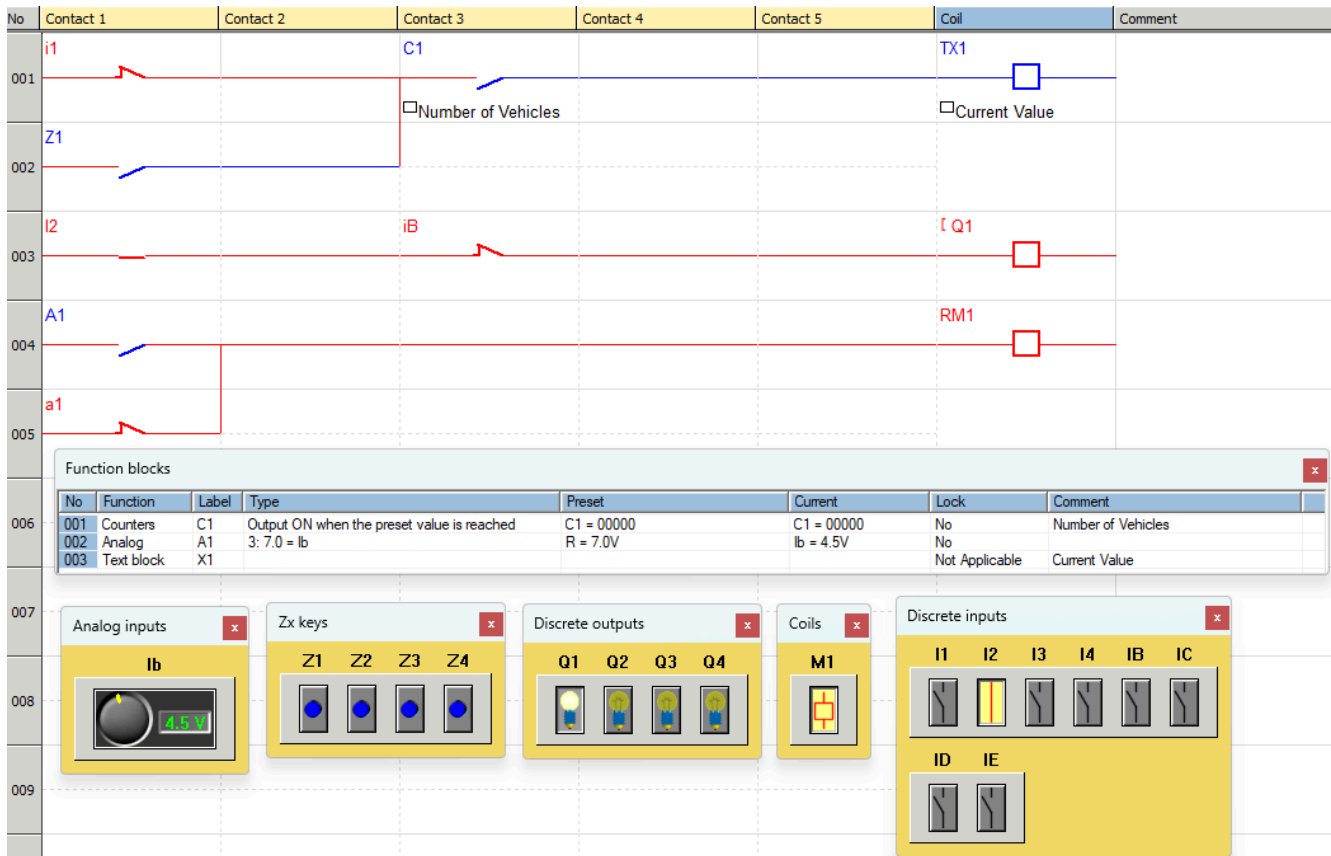 No Contact 1 Contact 2 Contact 3 Contact 4 Contact 5 Coil Comment
i1 C1 TX1
001
Number of Vehicles Current Value
Z1
002
I2 iB [ Q1
003
A1 RM1
004
a1
005
Function blocks x
No Function Label Type Preset Current Lock Comment
006 001 Counters C1 Output ON when the preset value is reached C1 = 00000 C1 = 00000 No Number of Vehicles
002 Analog A1 3: 7.0 = Ib R = 7.0V Ib = 4.5V No
003 Text block X1 Not Applicable Current Value
007
Analog inputs x
Ib
4.5 V
Zx keys x
Z1 Z2 Z3 Z4
Discrete outputs x
Q1 Q2 Q3 Q4
Coils x
M1
Discrete inputs x
I1 I2 I3 I4 IB IC
ID IE
008
009